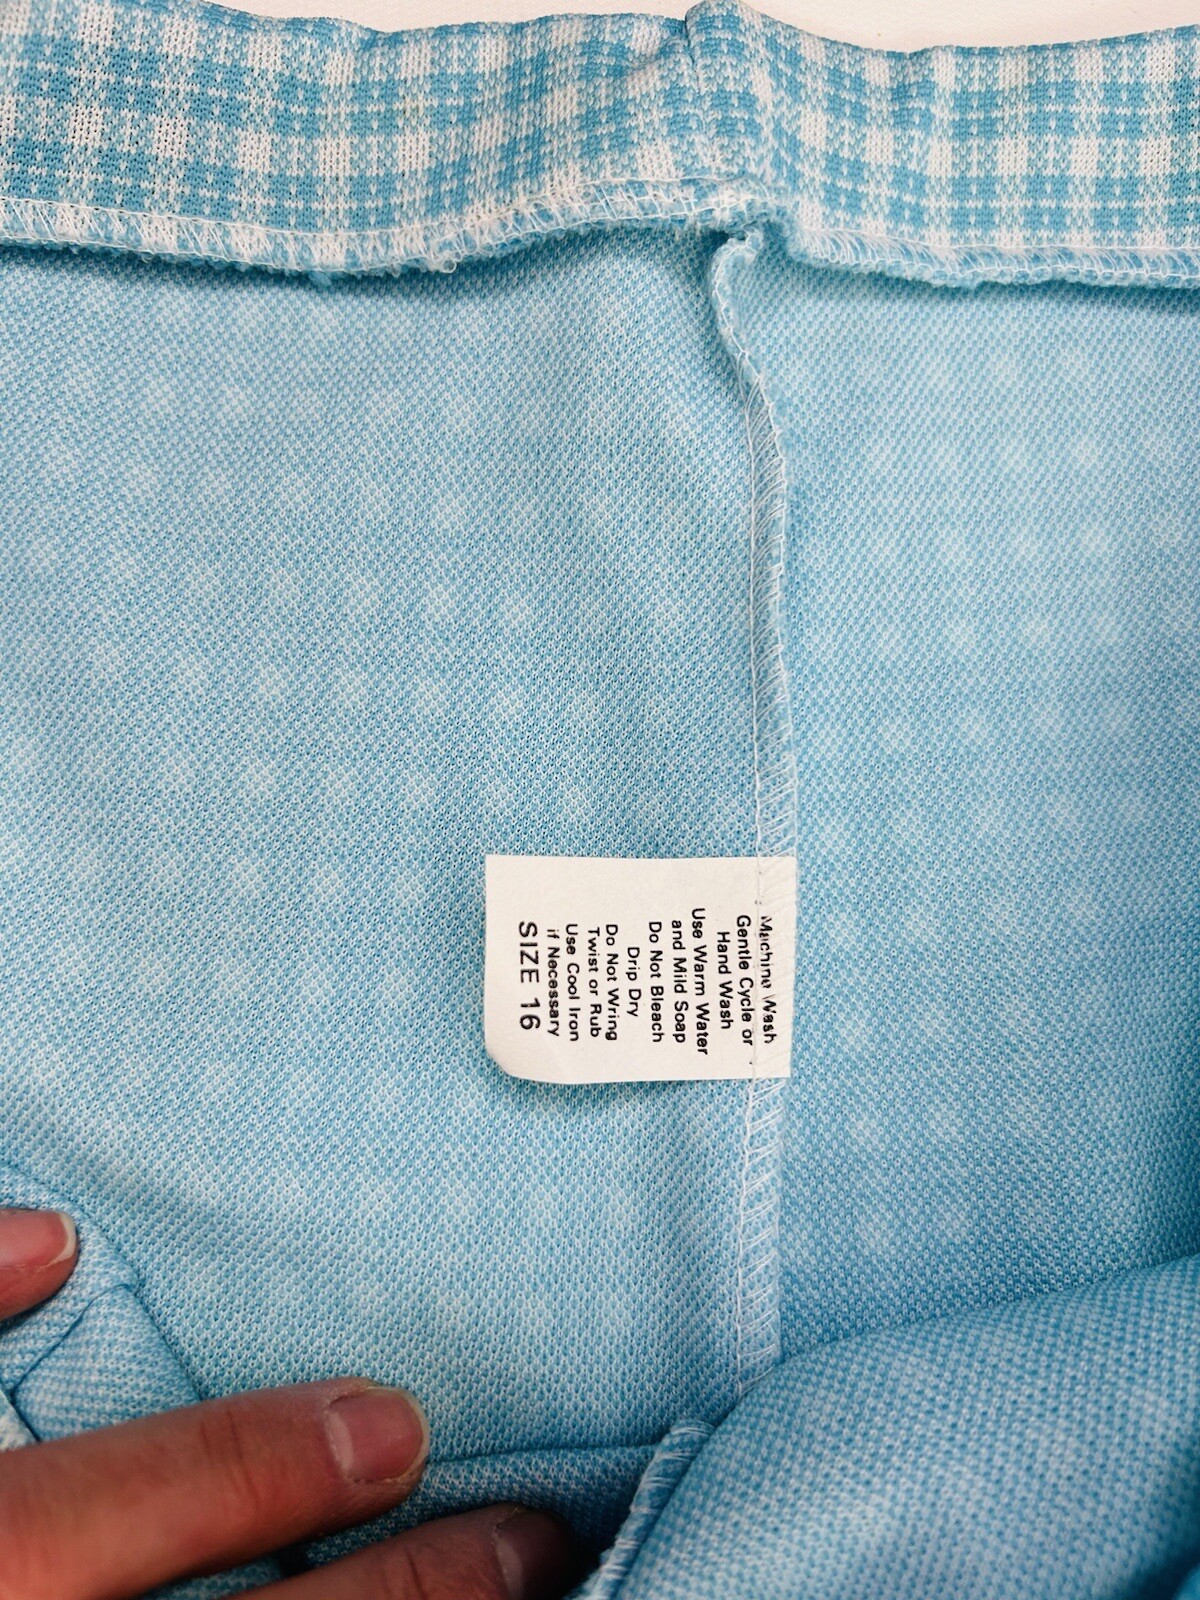 Machine Wash
Gentle Cycle or
Hand Wash
Use Warm Water
and Mild Soap
Do Not Bleach
Drip Dry
Do Not Wring
Twist or Rub
Use Cool Iron
if Necessary
SIZE 16